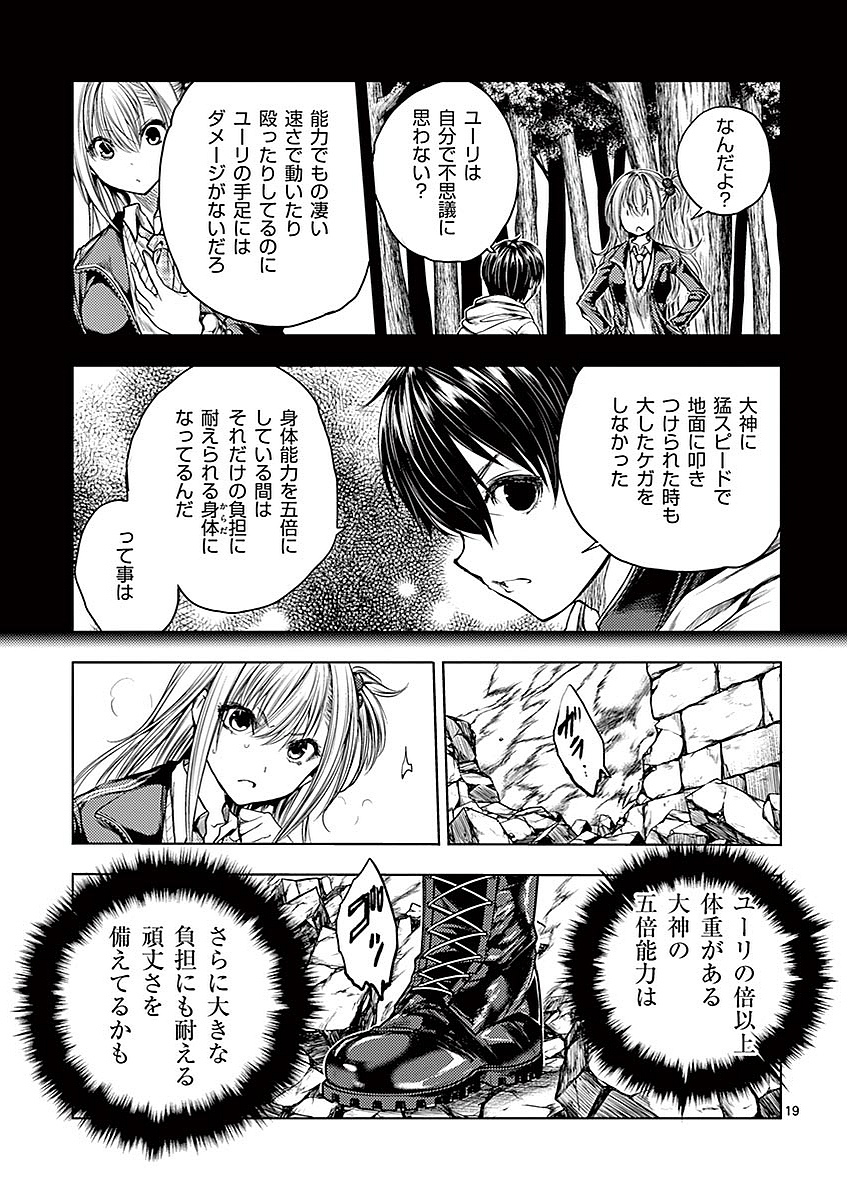 なんだよ？
ユーリは
自分で不思議に
思わない？
能力でもの凄い
速さで動いたり
殴ったりしてるのに
ユーリの手足には
ダメージがないだろ
大神に
猛スピードで
地面に叩き
つけられた時も
大したケガを
しなかった
身体能力を五倍に
している間は
それだけの負担に
耐えられる身体に
からだ
なってるんだ
って事は
ガラ…
ユーリの倍以上
体重がある
大神の
五倍能力は
ゴッ…
さらに大きな
負担にも耐える
頑丈さを
備えてるかも
19